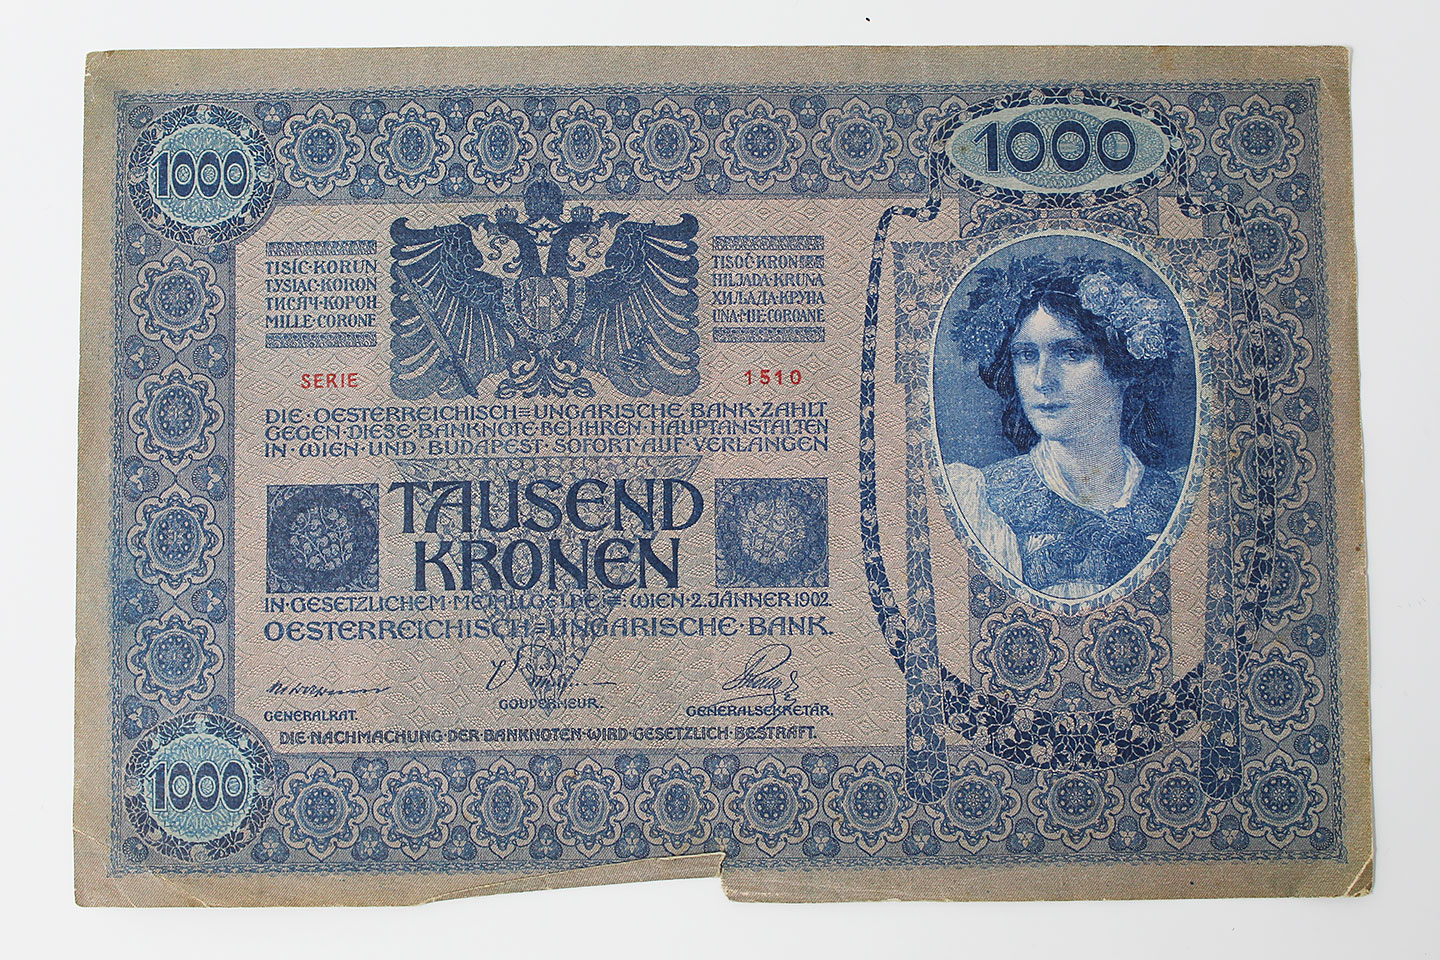 1000
1000
TISÍC·KORUN
TYSIĄC·KORON
ТИСЯЧ·КОРОН
MILLE·CORONE
TISOČ KRON
HILJADA·KRUNA
ХИЉАДА·КРУНА
UNA·MIE·COROANE
SERIE 1510
DIE·OESTERREICHISCH=UNGARISCHE BANK·ZAHLT
GEGEN·DIESE·BANKNOTE·BEI·IHREN·HAUPTANSTALTEN
IN·WIEN·UND BUDAPEST·SOFORT·AUF·VERLANGEN
TAUSEND
KRONEN
IN·GESETZLICHEM METALLGELDE=:WIEN·2.JÄNNER·1902.
OESTERREICHISCH=UNGARISCHE·BANK.
GENERALRAT. GOUVERNEUR. GENERALSEKRETÄR.
DIE·NACHMACHUNG·DER·BANKNOTEN·WIRD·GESETZLICH·BESTRAFT.
1000